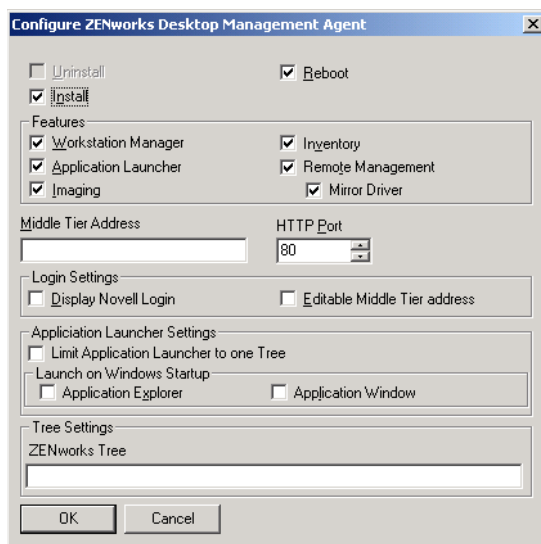 Configure ZENworks Desktop Management Agent
Uninstall
Reboot
Install
Features
Workstation Manager
Inventory
Application Launcher
Remote Management
Imaging
Mirror Driver
Middle Tier Address
HTTP Port
80
Login Settings
Display Novell Login
Editable Middle Tier address
Appliciation Launcher Settings
Limit Application Launcher to one Tree
Launch on Windows Startup
Application Explorer
Application Window
Tree Settings
ZENworks Tree
OK
Cancel